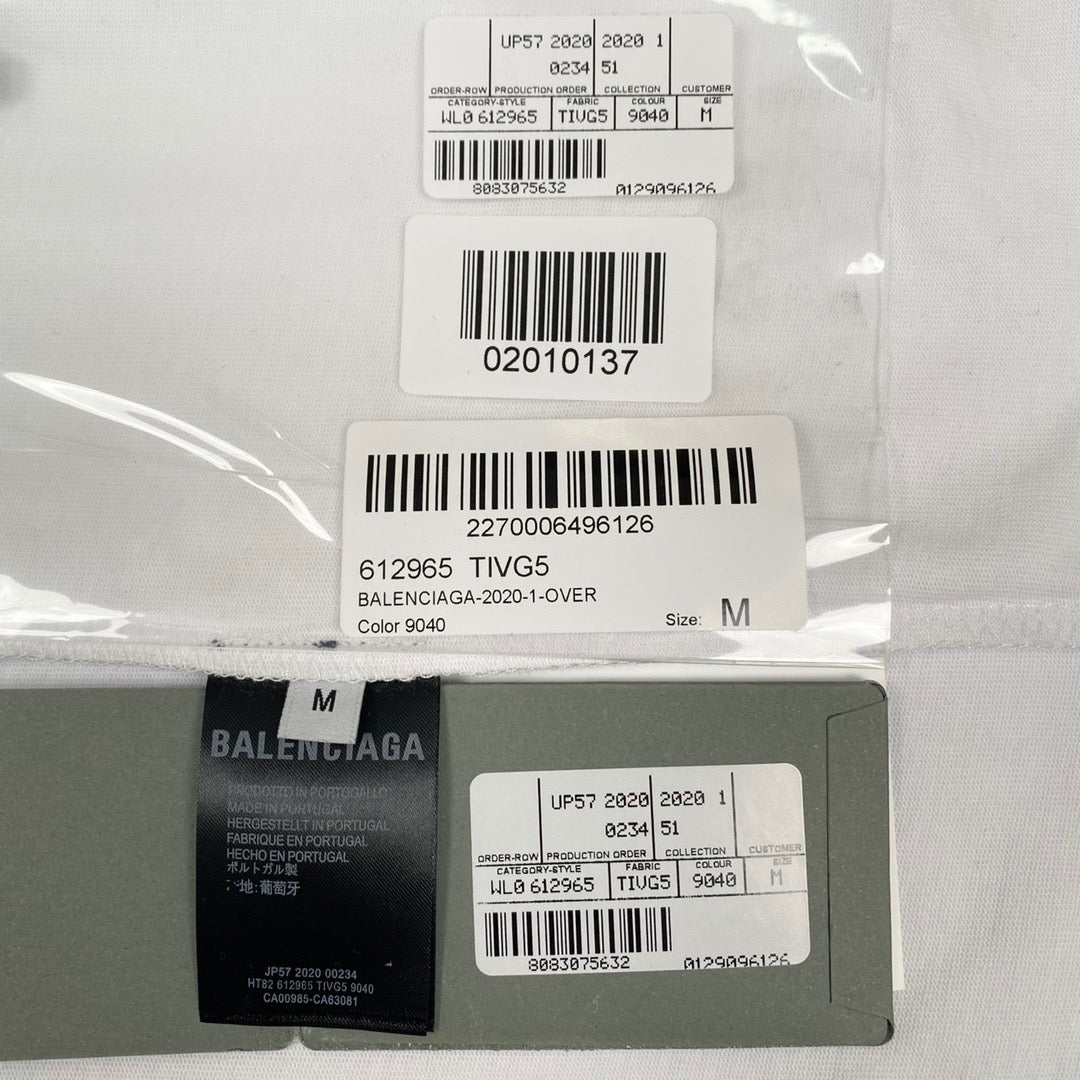 UP57 2020 2020 1
0234 51
ORDER-ROW PRODUCTION ORDER COLLECTION CUSTOMER
CATEGORY-STYLE FABRIC COLOUR SIZE
WL0 612965 TIVG5 9040 M
8083075632 0129096126
02010137
2270006496126
612965 TIVG5
BALENCIAGA-2020-1-OVER
Color 9040 Size: M
M
BALENCIAGA
PRODOTTO IN PORTOGALLO
MADE IN PORTUGAL
HERGESTELLT IN PORTUGAL
FABRIQUE EN PORTUGAL
HECHO EN PORTUGAL
ポルトガル製
地:葡萄牙
JP57 2020 00234
HT82 612965 TIVG5 9040
CA00985-CA63081
UP57 2020 2020 1
0234 51
ORDER-ROW PRODUCTION ORDER COLLECTION CUSTOMER
CATEGORY-STYLE FABRIC COLOUR SIZE
WL0 612965 TIVG5 9040 M
8083075632 0129096126